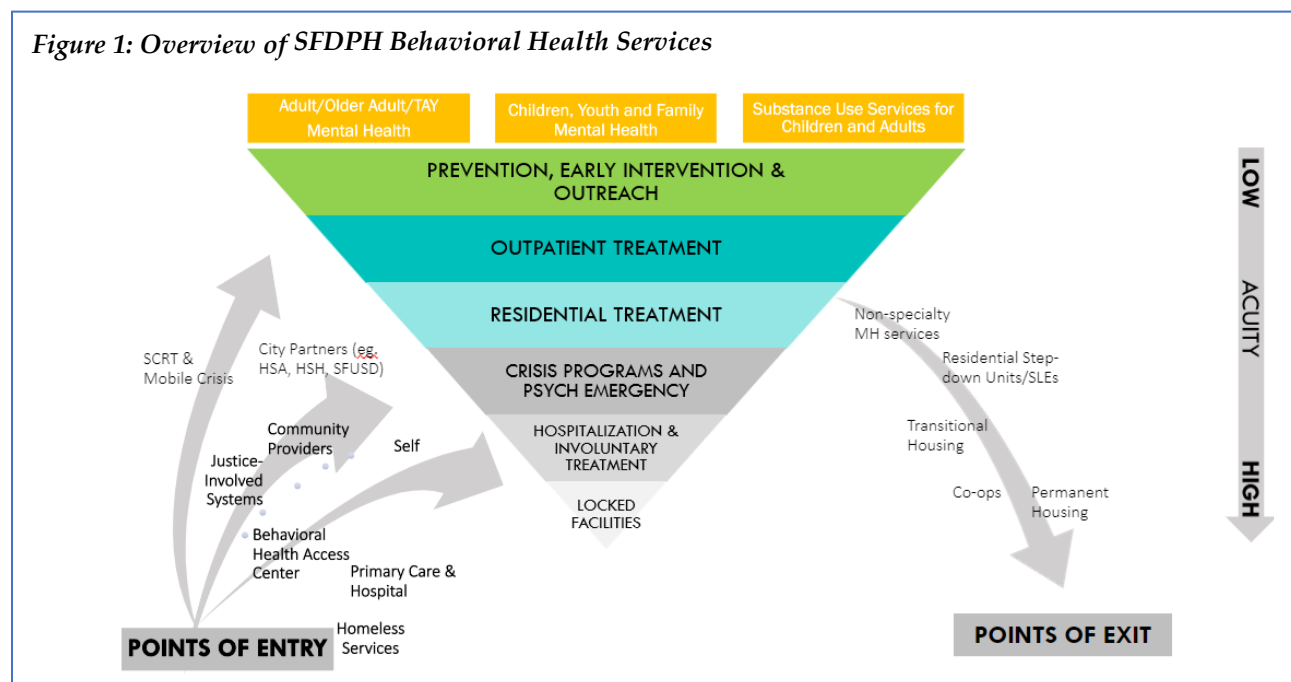 Figure 1: Overview of SFDPH Behavioral Health Services
Adult/Older Adult/TAY
Mental Health
Children, Youth and Family
Mental Health
Substance Use Services for
Children and Adults
PREVENTION, EARLY INTERVENTION &
OUTREACH
OUTPATIENT TREATMENT
RESIDENTIAL TREATMENT
CRISIS PROGRAMS AND
PSYCH EMERGENCY
HOSPITALIZATION &
INVOLUNTARY
TREATMENT
LOCKED
FACILITIES
LOW
ACUITY
HIGH
SCRT &
Mobile Crisis
City Partners (eg.
HSA, HSH, SFUSD)
Community
Providers
Self
Justice-
Involved
Systems
Behavioral
Health Access
Center
Primary Care &
Hospital
Homeless
Services
POINTS OF ENTRY
Non-specialty
MH services
Residential Step-
down Units/SLEs
Transitional
Housing
Co-ops
Permanent
Housing
POINTS OF EXIT